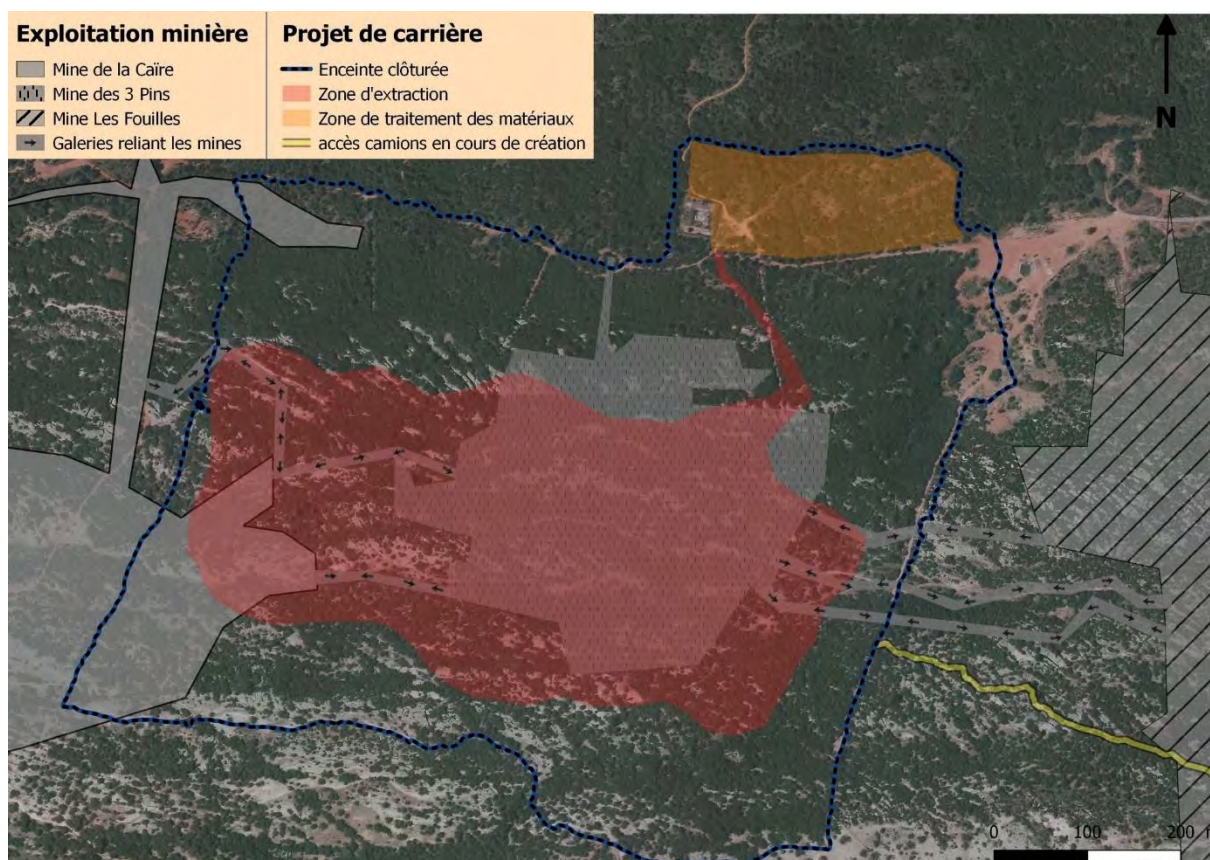 Exploitation minière
Mine de la Caïre
Mine des 3 Pins
Mine Les Fouilles
Galeries reliant les mines
Projet de carrière
Enceinte clôturée
Zone d'extraction
Zone de traitement des matériaux
accès camions en cours de création
N
0 100 200